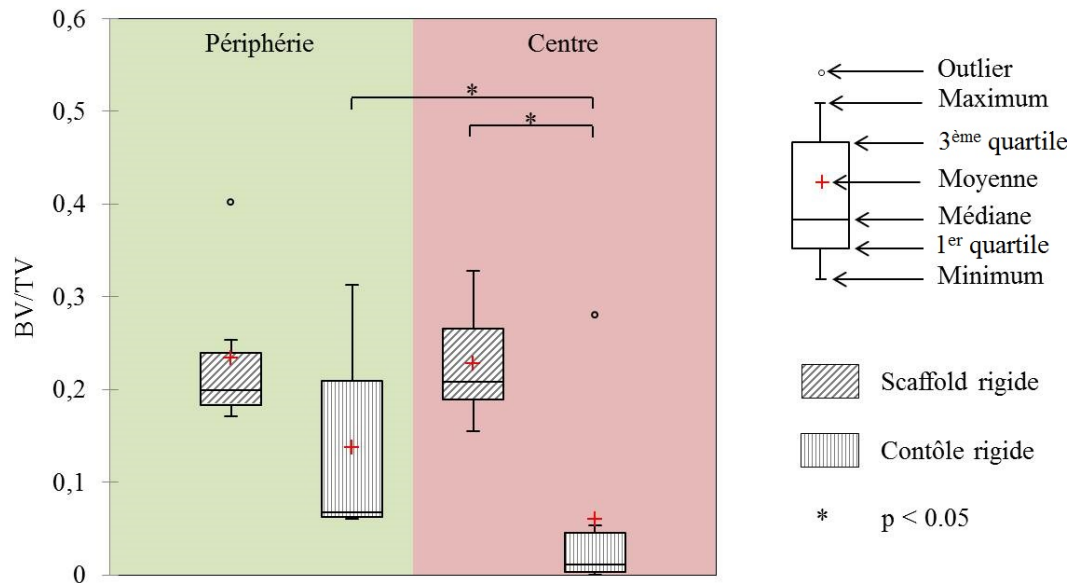 0,6
0,5
0,4
0,3
0,2
0,1
0
BV/TV
Périphérie
Centre
*
*
Outlier
Maximum
3ème quartile
Moyenne
Médiane
1er quartile
Minimum
Scaffold rigide
Contôle rigide
* p < 0.05